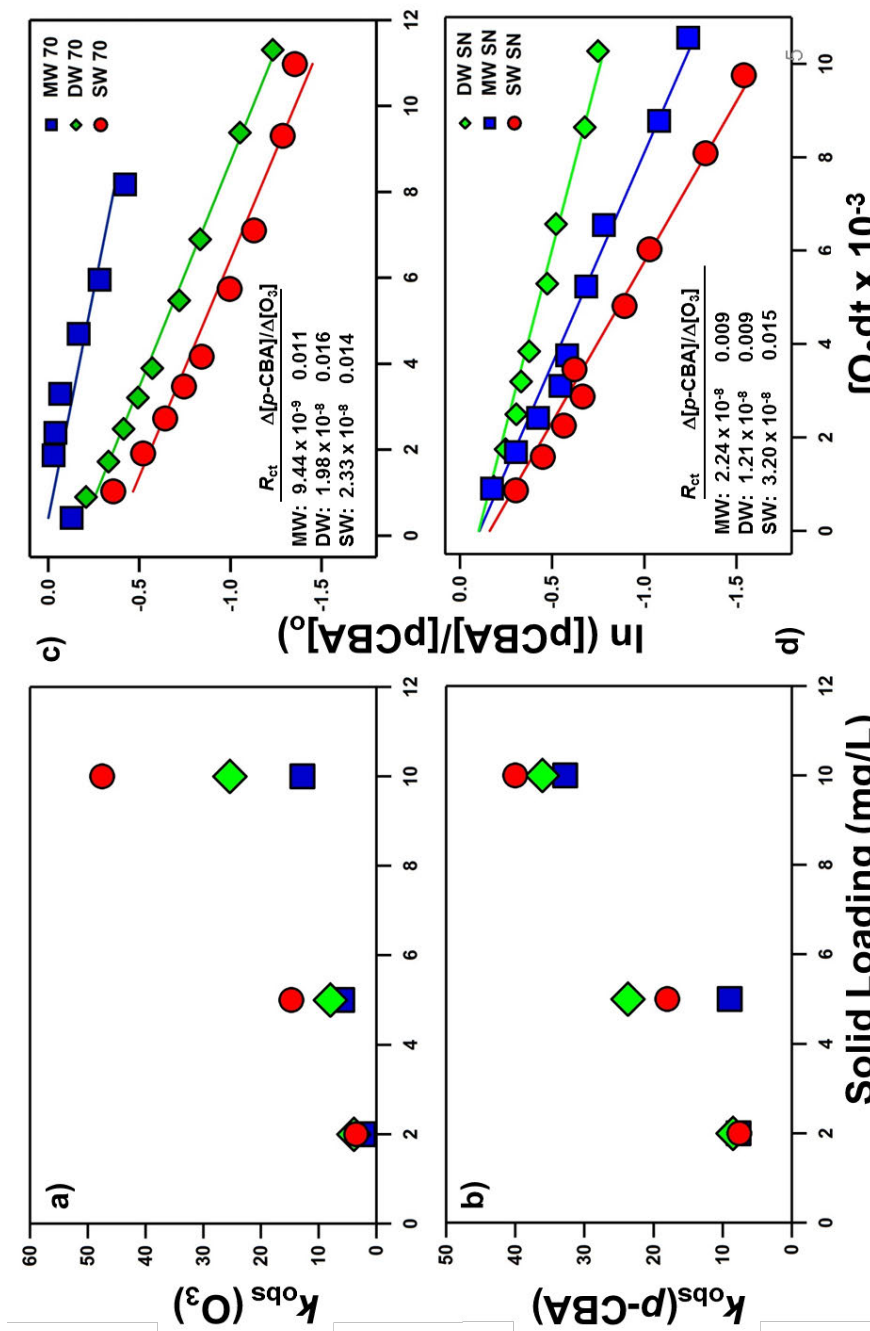 a)
k_obs (O₃)
60
50
40
30
20
10
0
0 2 4 6 8 10 12
b)
k_obs(p-CBA)
50
40
30
20
10
0
0 2 4 6 8 10 12
Solid Loading (mg/L)
c)
MW 70
DW 70
SW 70
0.0
-0.5
-1.0
-1.5
R_ct Δ[p-CBA]/Δ[O₃]
MW: 9.44 x 10⁻⁹ 0.011
DW: 1.98 x 10⁻⁸ 0.016
SW: 2.33 x 10⁻⁸ 0.014
0 2 4 6 8 10 12
ln ([pCBA]/[pCBA]₀)
d)
DW SN
MW SN
SW SN
0.0
-0.5
-1.0
-1.5
R_ct Δ[p-CBA]/Δ[O₃]
MW: 2.24 x 10⁻⁸ 0.009
DW: 1.21 x 10⁻⁸ 0.009
SW: 3.20 x 10⁻⁸ 0.015
5
0 2 4 6 8 10
dt x 10⁻³